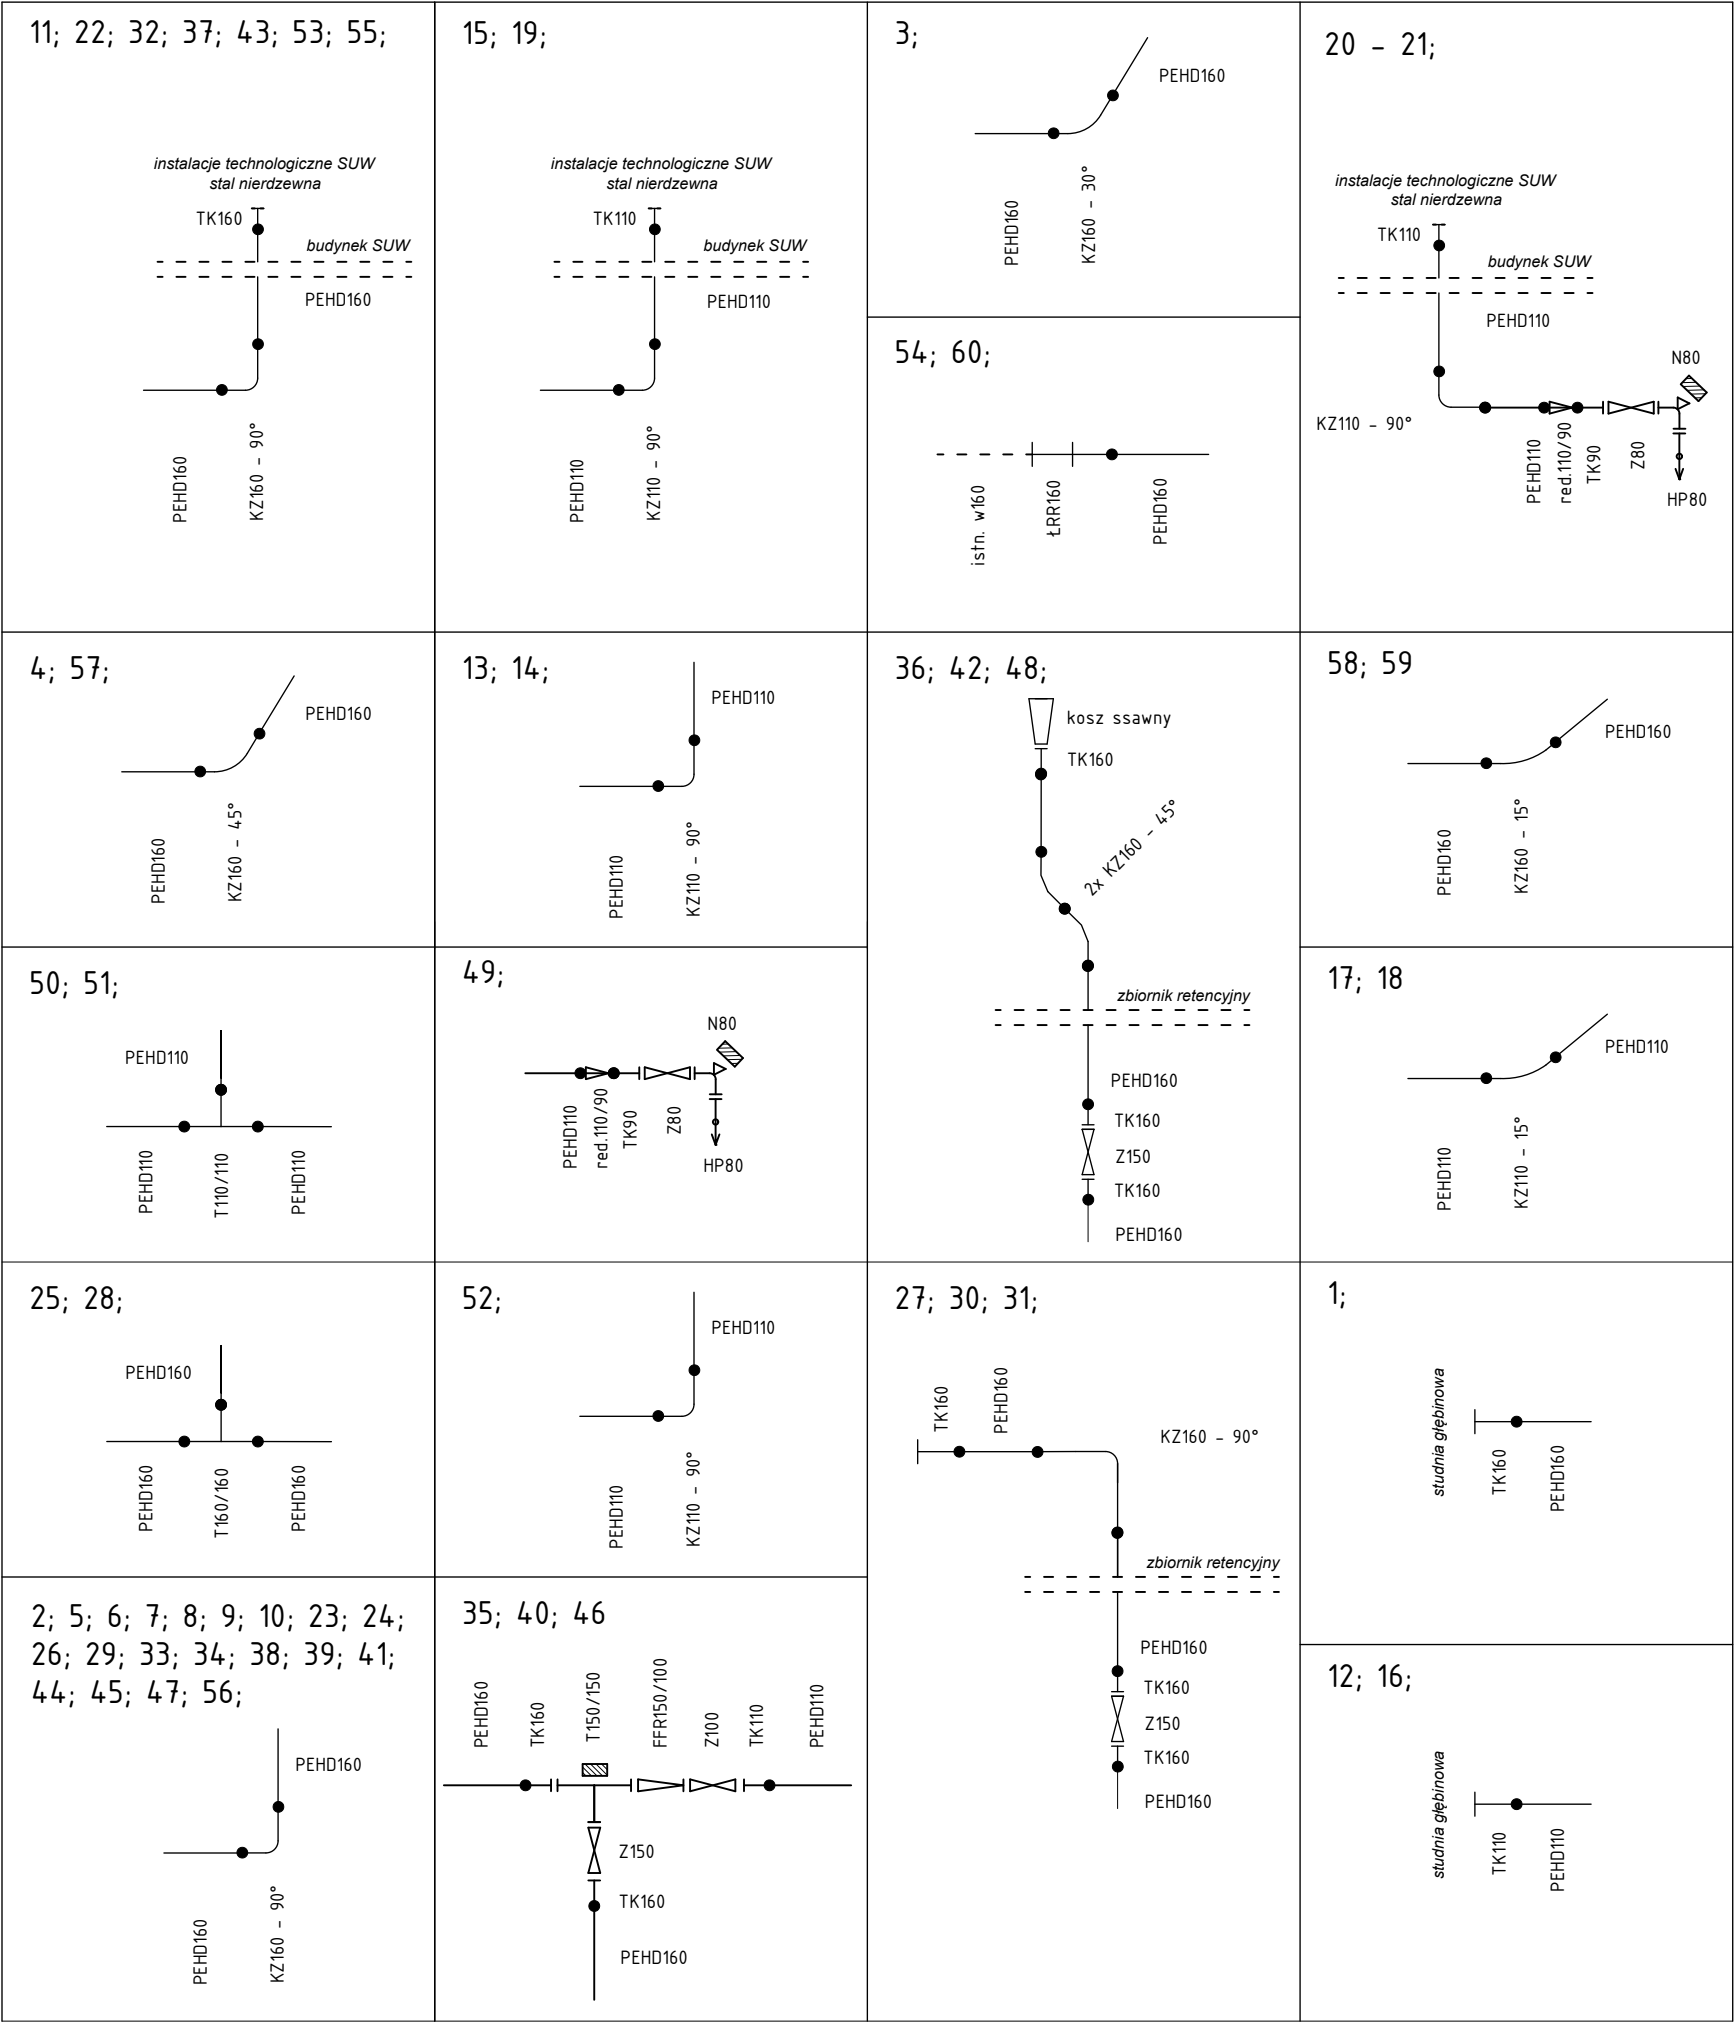 11; 22; 32; 37; 43; 53; 55;
instalacje technologiczne SUW
stal nierdzewna
TK160
budynek SUW
PEHD160
PEHD160
KZ160 - 90°
15; 19;
instalacje technologiczne SUW
stal nierdzewna
TK110
budynek SUW
PEHD110
PEHD110
KZ110 - 90°
3;
PEHD160
PEHD160
KZ160 - 30°
54; 60;
istn. w160
ŁRR160
PEHD160
20 - 21;
instalacje technologiczne SUW
stal nierdzewna
TK110
budynek SUW
PEHD110
N80
KZ110 - 90°
PEHD110
red.110/90
TK90
Z80
HP80
4; 57;
PEHD160
PEHD160
KZ160 - 45°
13; 14;
PEHD110
PEHD110
KZ110 - 90°
36; 42; 48;
kosz ssawny
TK160
2x KZ160 - 45°
zbiornik retencyjny
PEHD160
TK160
Z150
TK160
PEHD160
58; 59
PEHD160
PEHD160
KZ160 - 15°
50; 51;
PEHD110
PEHD110
T110/110
PEHD110
49;
N80
PEHD110
red.110/90
TK90
Z80
HP80
17; 18
PEHD110
PEHD110
KZ110 - 15°
25; 28;
PEHD160
PEHD160
T160/160
PEHD160
52;
PEHD110
PEHD110
KZ110 - 90°
27; 30; 31;
TK160
PEHD160
KZ160 - 90°
zbiornik retencyjny
PEHD160
TK160
Z150
TK160
PEHD160
1;
studnia głębinowa
TK160
PEHD160
2; 5; 6; 7; 8; 9; 10; 23; 24;
26; 29; 33; 34; 38; 39; 41;
44; 45; 47; 56;
PEHD160
PEHD160
KZ160 - 90°
35; 40; 46
PEHD160
TK160
T150/150
FFR150/100
Z100
TK110
PEHD110
Z150
TK160
PEHD160
12; 16;
studnia głębinowa
TK110
PEHD110